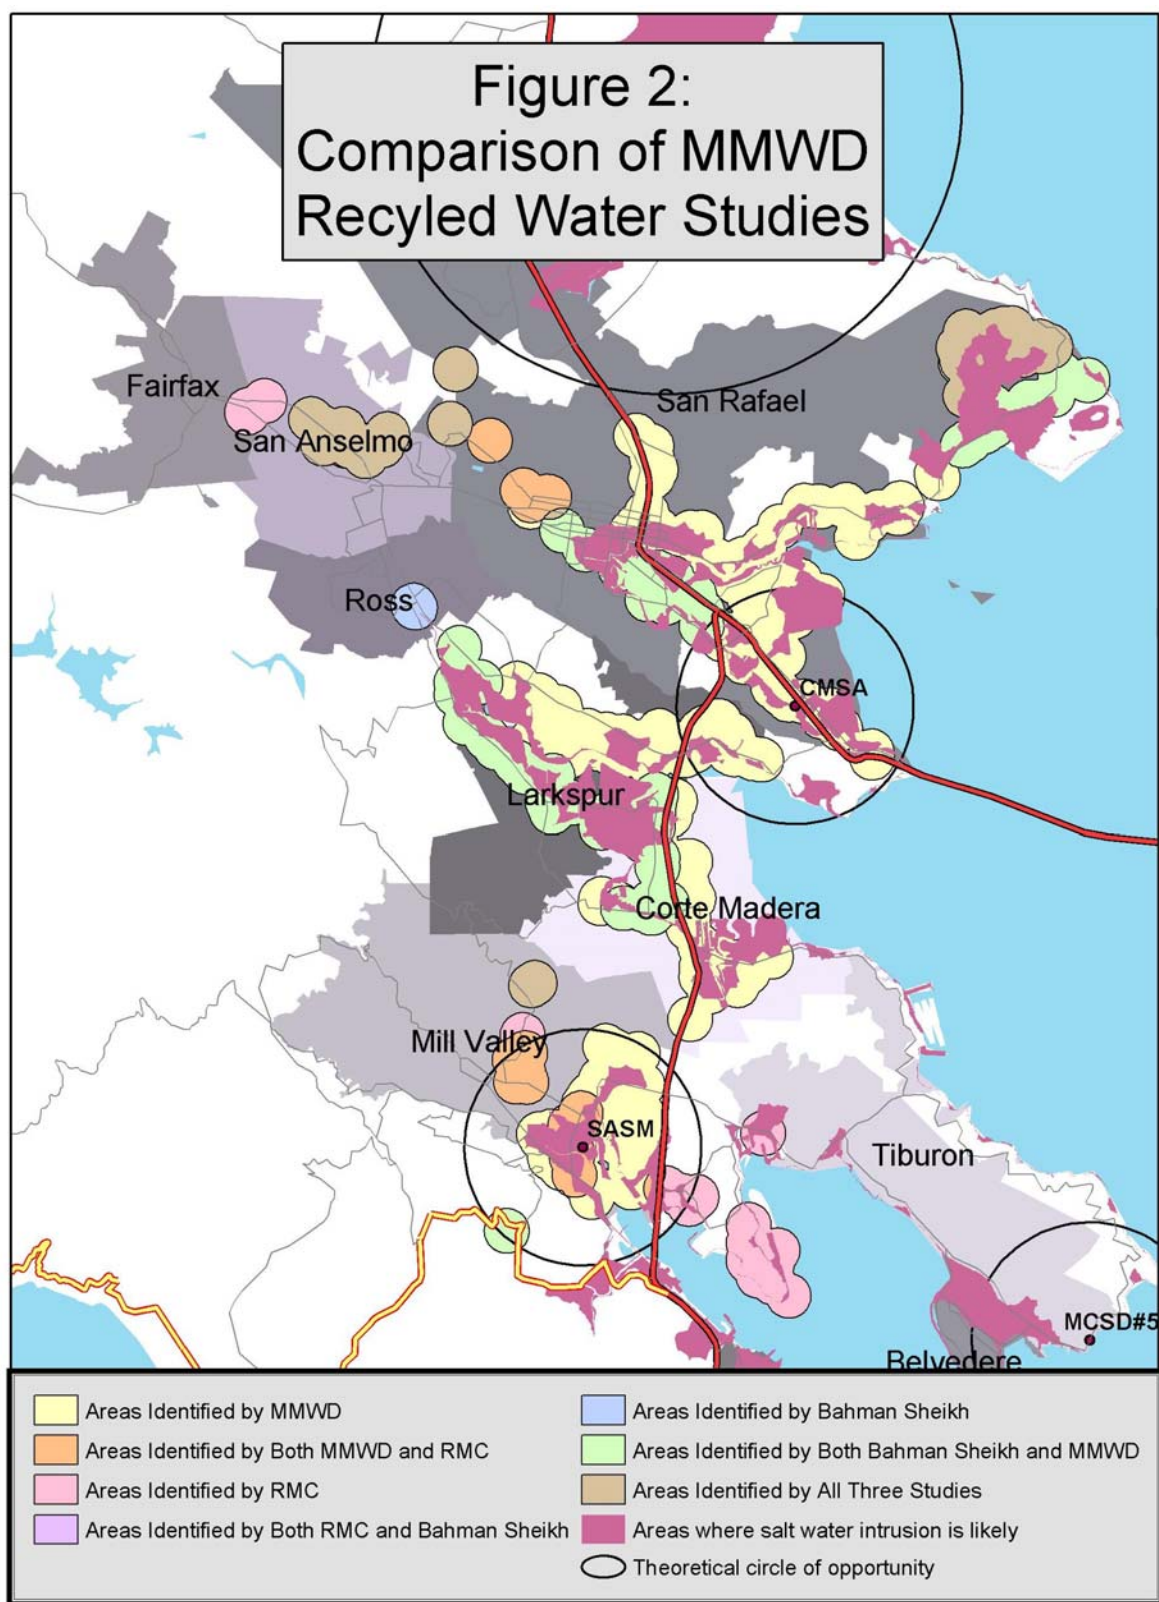 Figure 2:
Comparison of MMWD
Recyled Water Studies
Fairfax
San Rafael
San Anselmo
Ross
CMSA
Larkspur
Corte Madera
Mill Valley
SASM
Tiburon
MCSD#5
Belvedere
Areas Identified by MMWD
Areas Identified by Both MMWD and RMC
Areas Identified by RMC
Areas Identified by Both RMC and Bahman Sheikh
Areas Identified by Bahman Sheikh
Areas Identified by Both Bahman Sheikh and MMWD
Areas Identified by All Three Studies
Areas where salt water intrusion is likely
Theoretical circle of opportunity